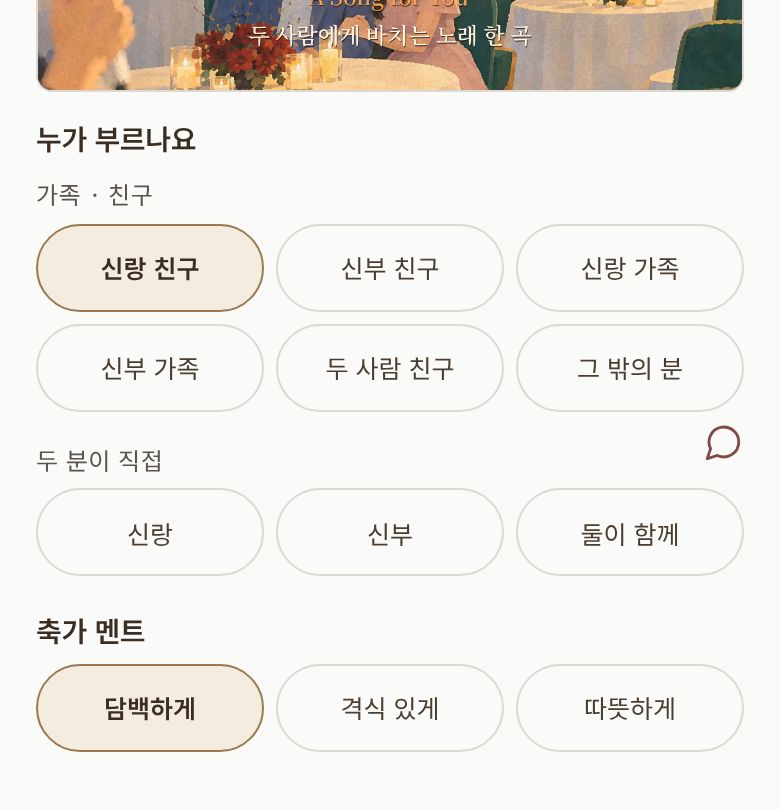 A Song for You
두 사람에게 바치는 노래 한 곡
누가 부르나요
가족 · 친구
신랑 친구
신부 친구
신랑 가족
신부 가족
두 사람 친구
그 밖의 분
두 분이 직접
신랑
신부
둘이 함께
축가 멘트
담백하게
격식 있게
따뜻하게